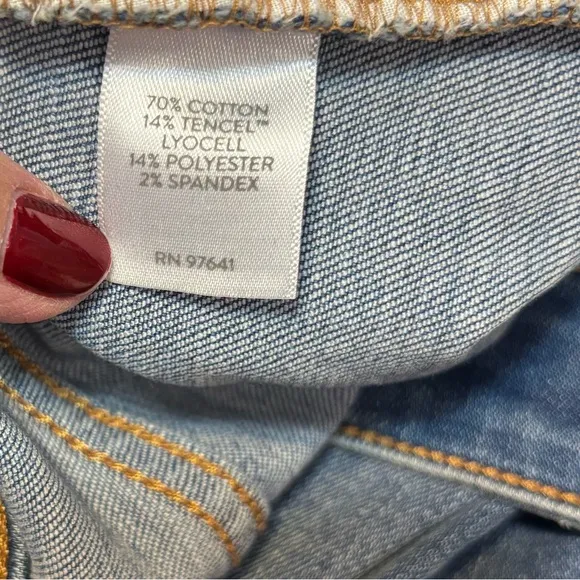 70% COTTON
14% TENCEL™
LYOCELL
14% POLYESTER
2% SPANDEX
RN 97641